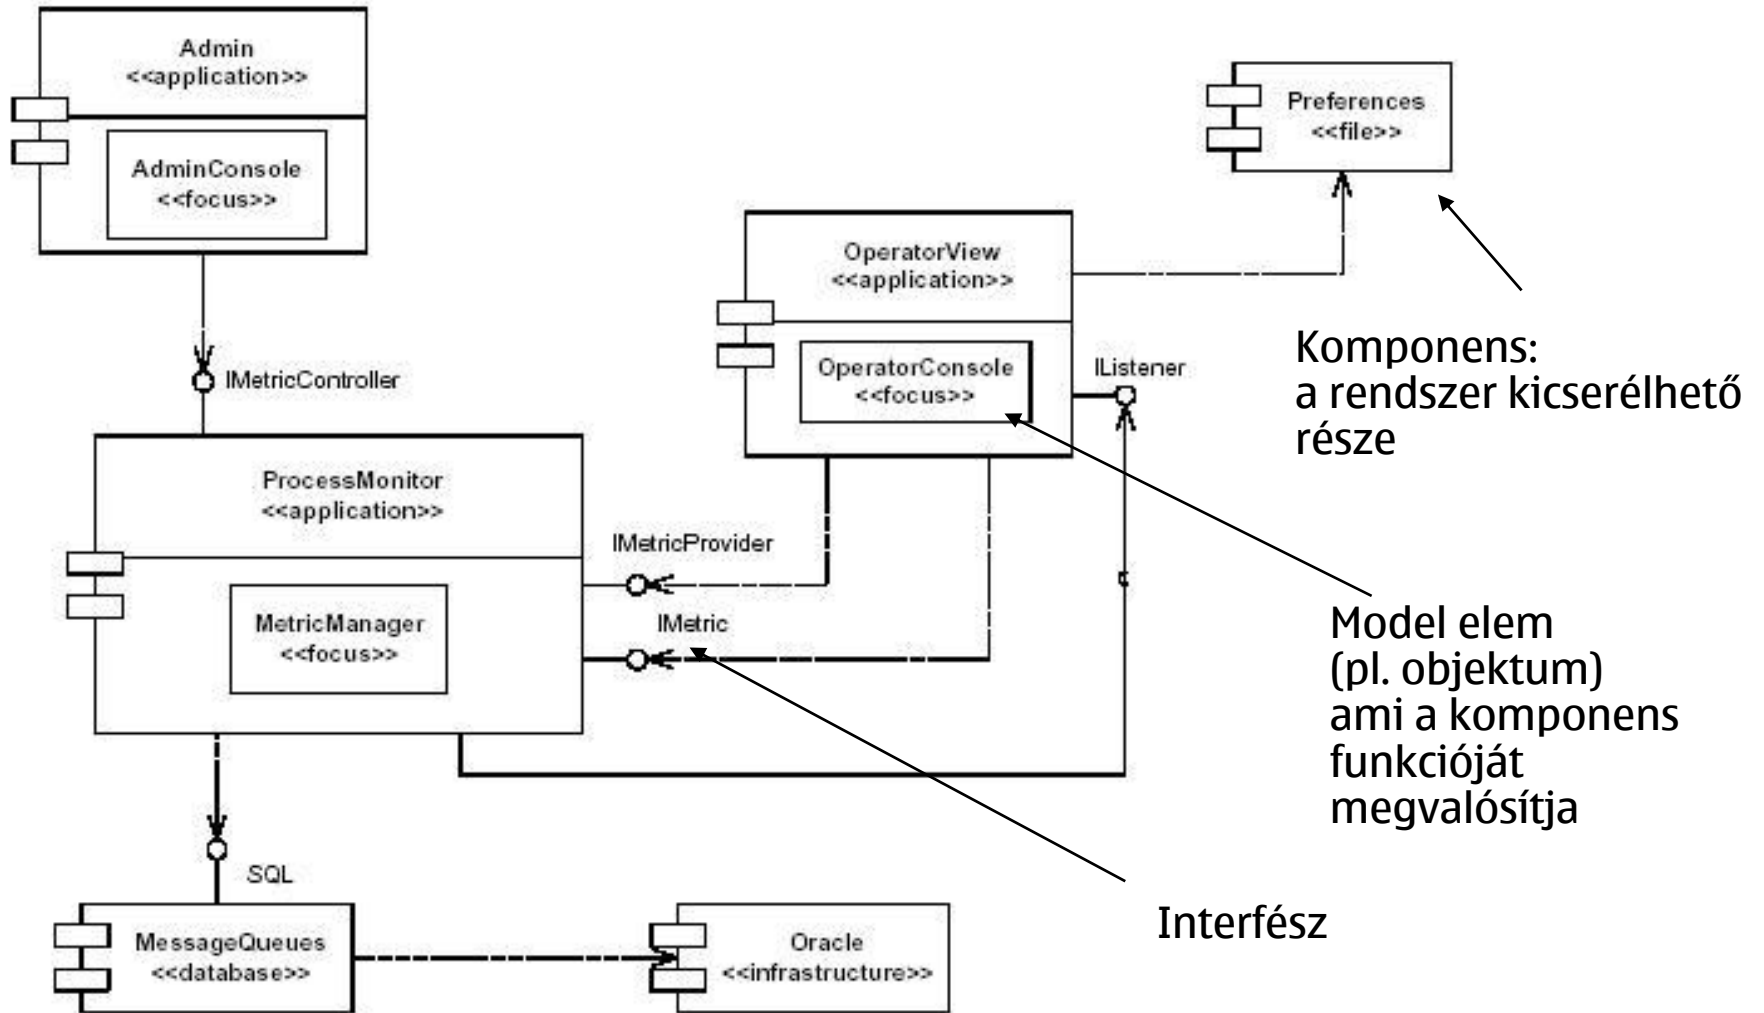 Admin
<<application>>
AdminConsole
<<focus>>
Preferences
<<file>>
OperatorView
<<application>>
OperatorConsole
<<focus>>
IListener
Komponens:
a rendszer kicserélhető
része
IMetricController
ProcessMonitor
<<application>>
MetricManager
<<focus>>
IMetricProvider
IMetric
Model elem
(pl. objektum)
ami a komponens
funkcióját
megvalósítja
SQL
Interfész
MessageQueues
<<database>>
Oracle
<<infrastructure>>